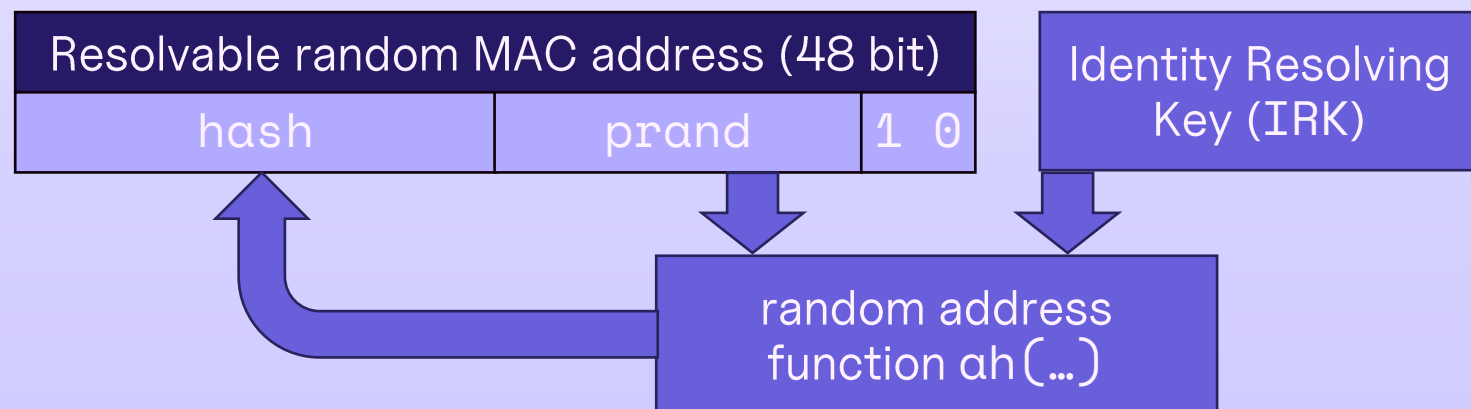 Resolvable random MAC address (48 bit)
hash prand 1 0
Identity Resolving
Key (IRK)
random address
function ah(…)